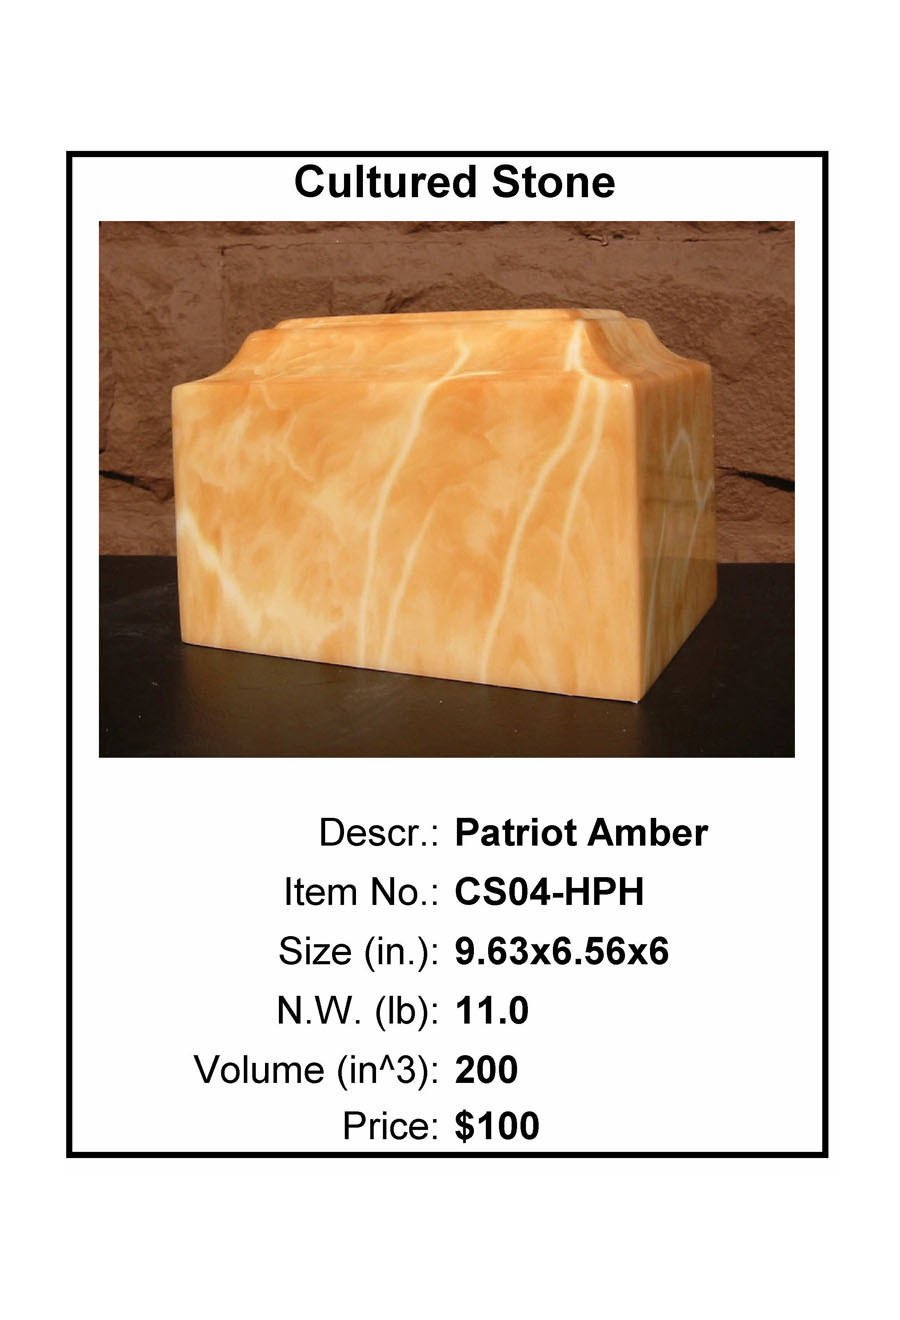 Cultured Stone
Descr.: Patriot Amber
Item No.: CS04-HPH
Size (in.): 9.63x6.56x6
N.W. (lb): 11.0
Volume (in^3): 200
Price: $100